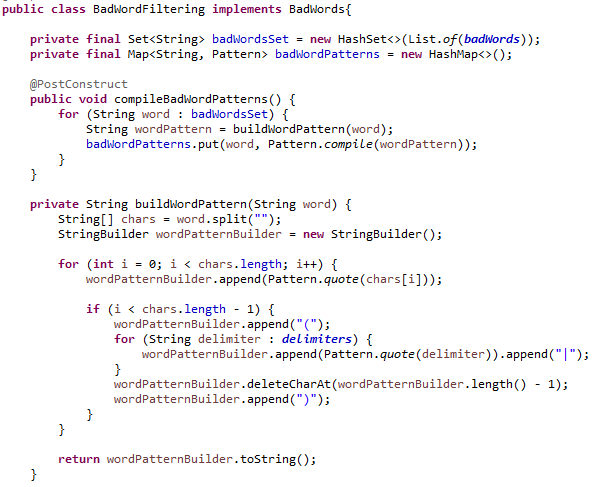 public class BadWordFiltering implements BadWords{
private final Set<String> badWordsSet = new HashSet<>(List.of(badWords));
private final Map<String, Pattern> badWordPatterns = new HashMap<>();
@PostConstruct
public void compileBadWordPatterns() {
for (String word : badWordsSet) {
String wordPattern = buildWordPattern(word);
badWordPatterns.put(word, Pattern.compile(wordPattern));
}
}
private String buildWordPattern(String word) {
String[] chars = word.split("");
StringBuilder wordPatternBuilder = new StringBuilder();
for (int i = 0; i < chars.length; i++) {
wordPatternBuilder.append(Pattern.quote(chars[i]));
if (i < chars.length - 1) {
wordPatternBuilder.append("(");
for (String delimiter : delimiters) {
wordPatternBuilder.append(Pattern.quote(delimiter)).append("|");
}
wordPatternBuilder.deleteCharAt(wordPatternBuilder.length() - 1);
wordPatternBuilder.append(")");
}
}
return wordPatternBuilder.toString();
}